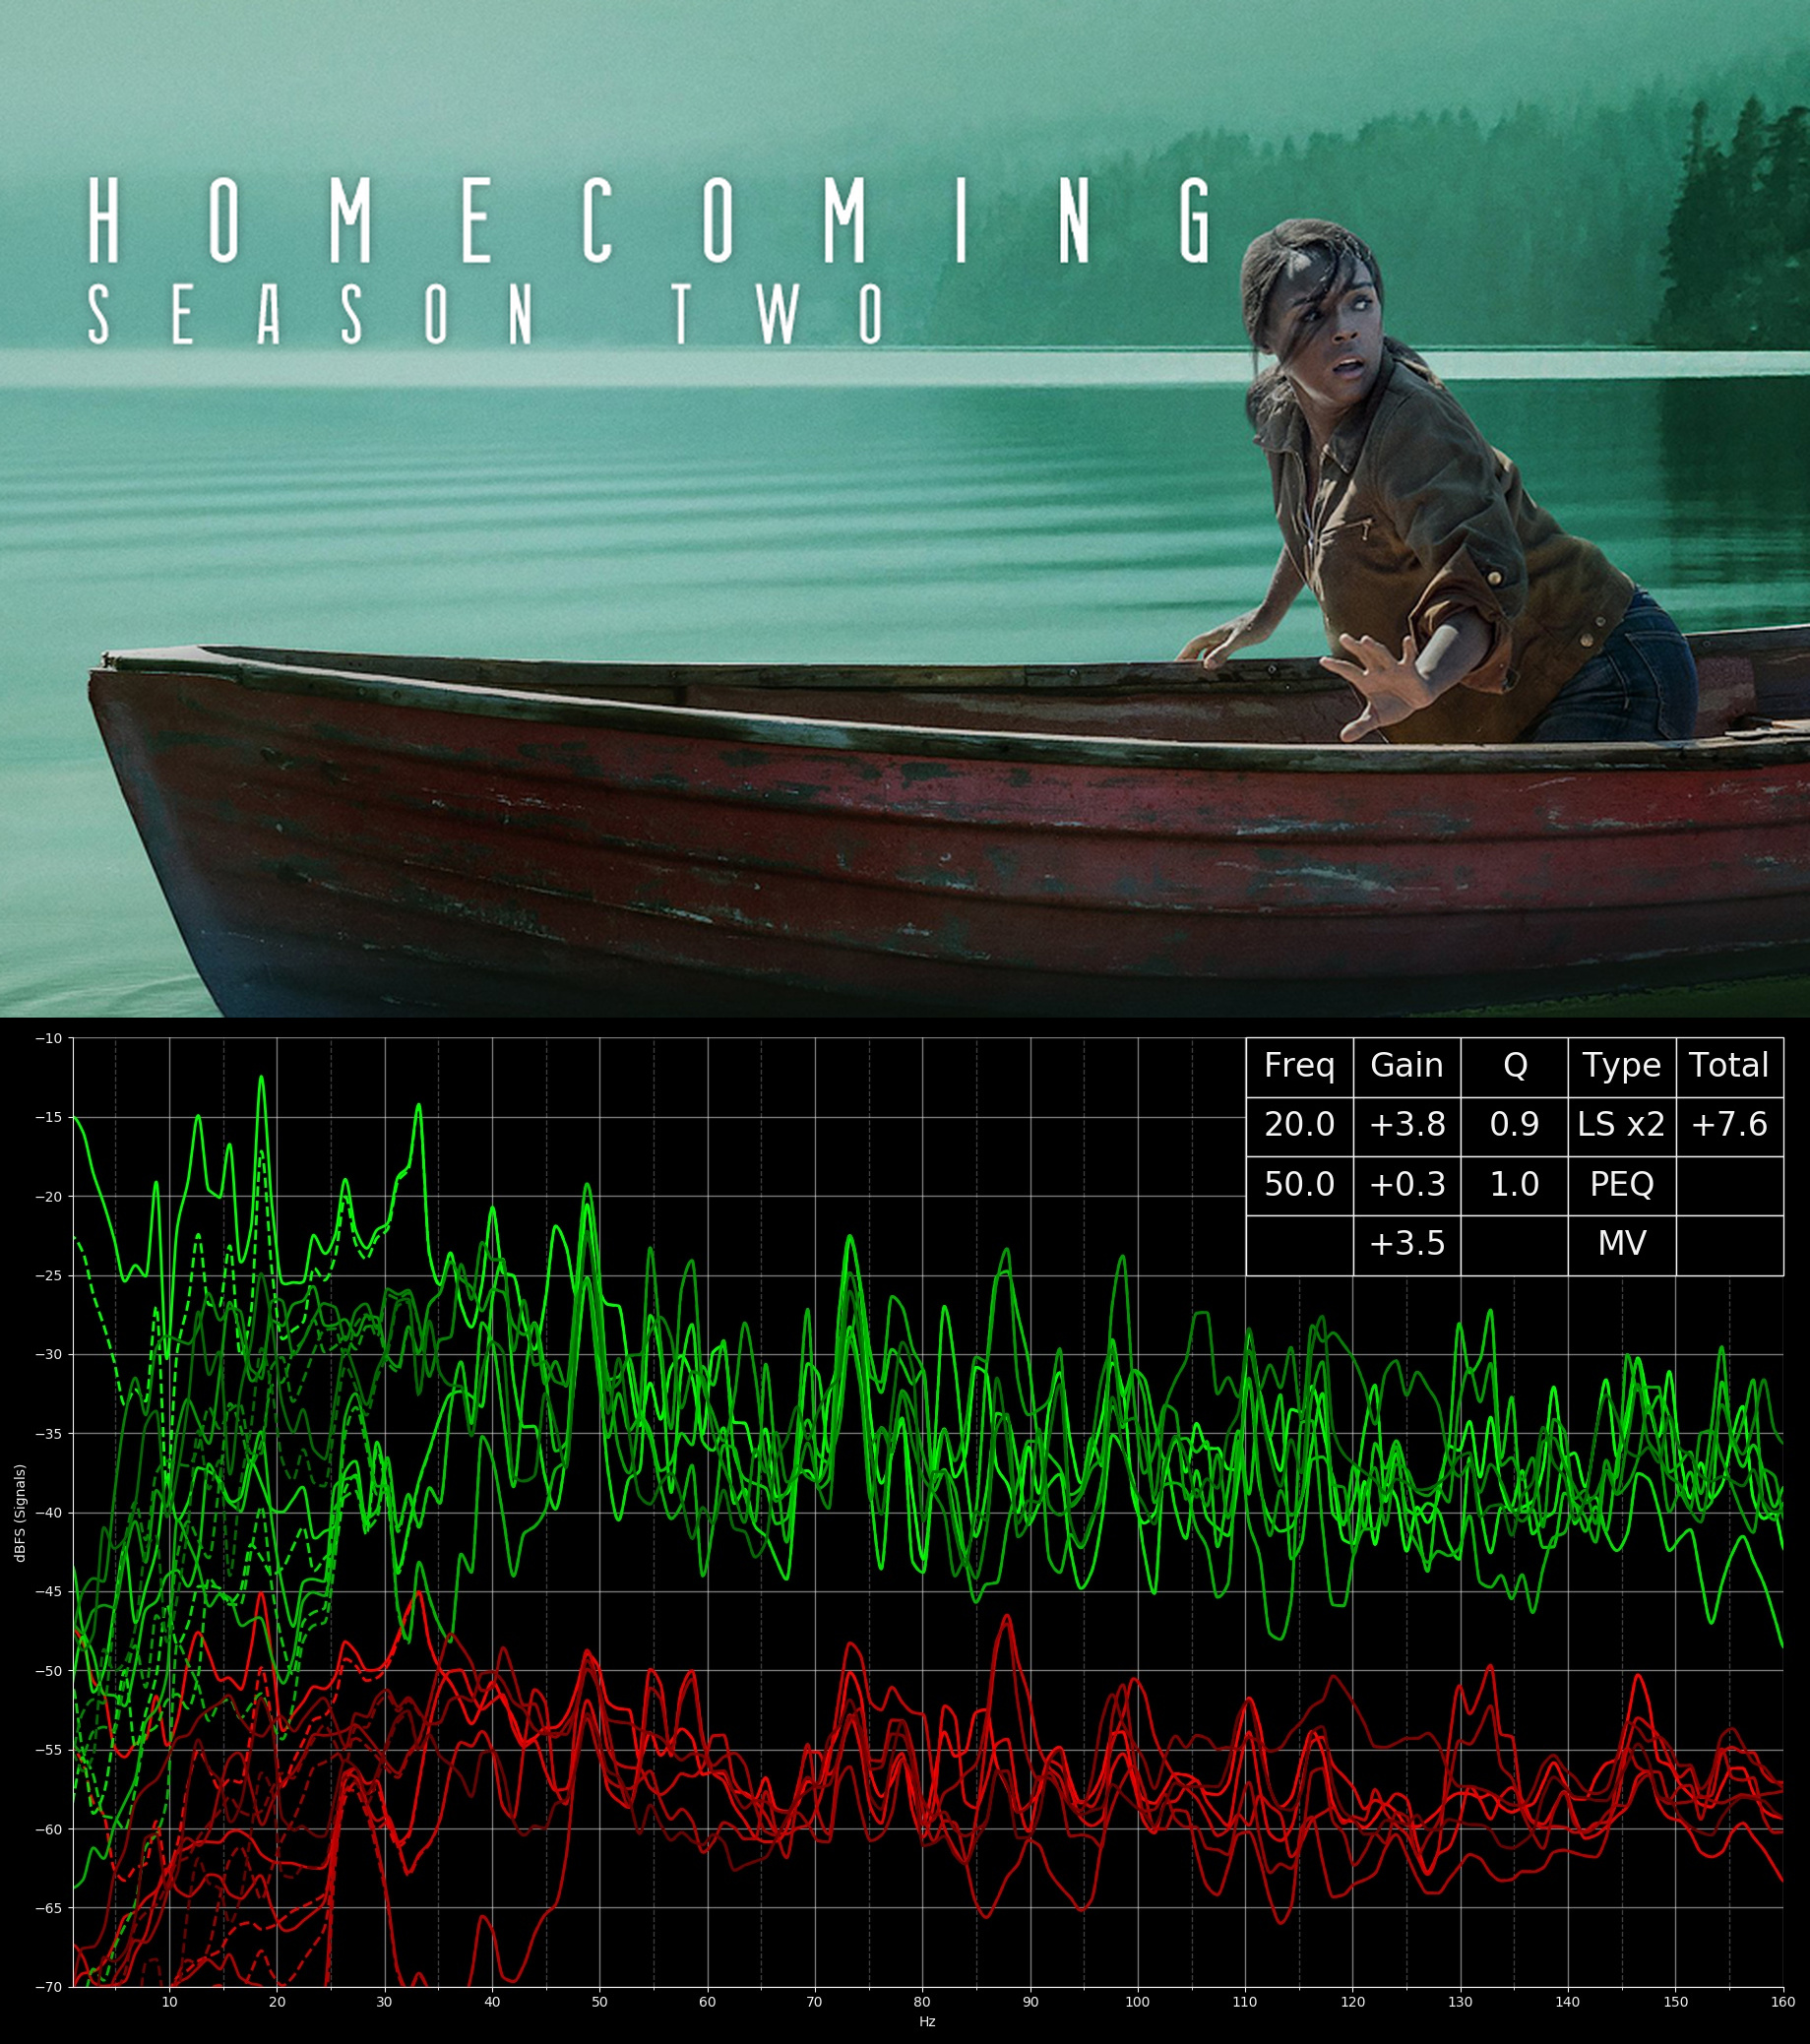 HOMECOMING
SEASON TWO
Freq Gain Q Type Total
20.0 +3.8 0.9 LS x2 +7.6
50.0 +0.3 1.0 PEQ
+3.5 MV
−10
−15
−20
−25
−30
−35
−40
−45
−50
−55
−60
−65
−70
dBFS (Signals)
10 20 30 40 50 60 70 80 90 100 110 120 130 140 150 160
Hz